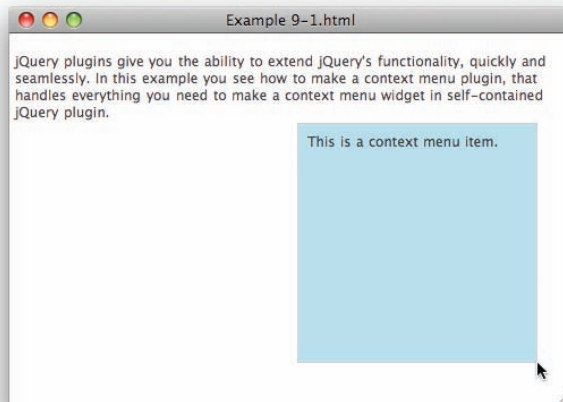 Example 9-1.html
jQuery plugins give you the ability to extend jQuery's functionality, quickly and
seamlessly. In this example you see how to make a context menu plugin, that
handles everything you need to make a context menu widget in self-contained
jQuery plugin.
This is a context menu item.